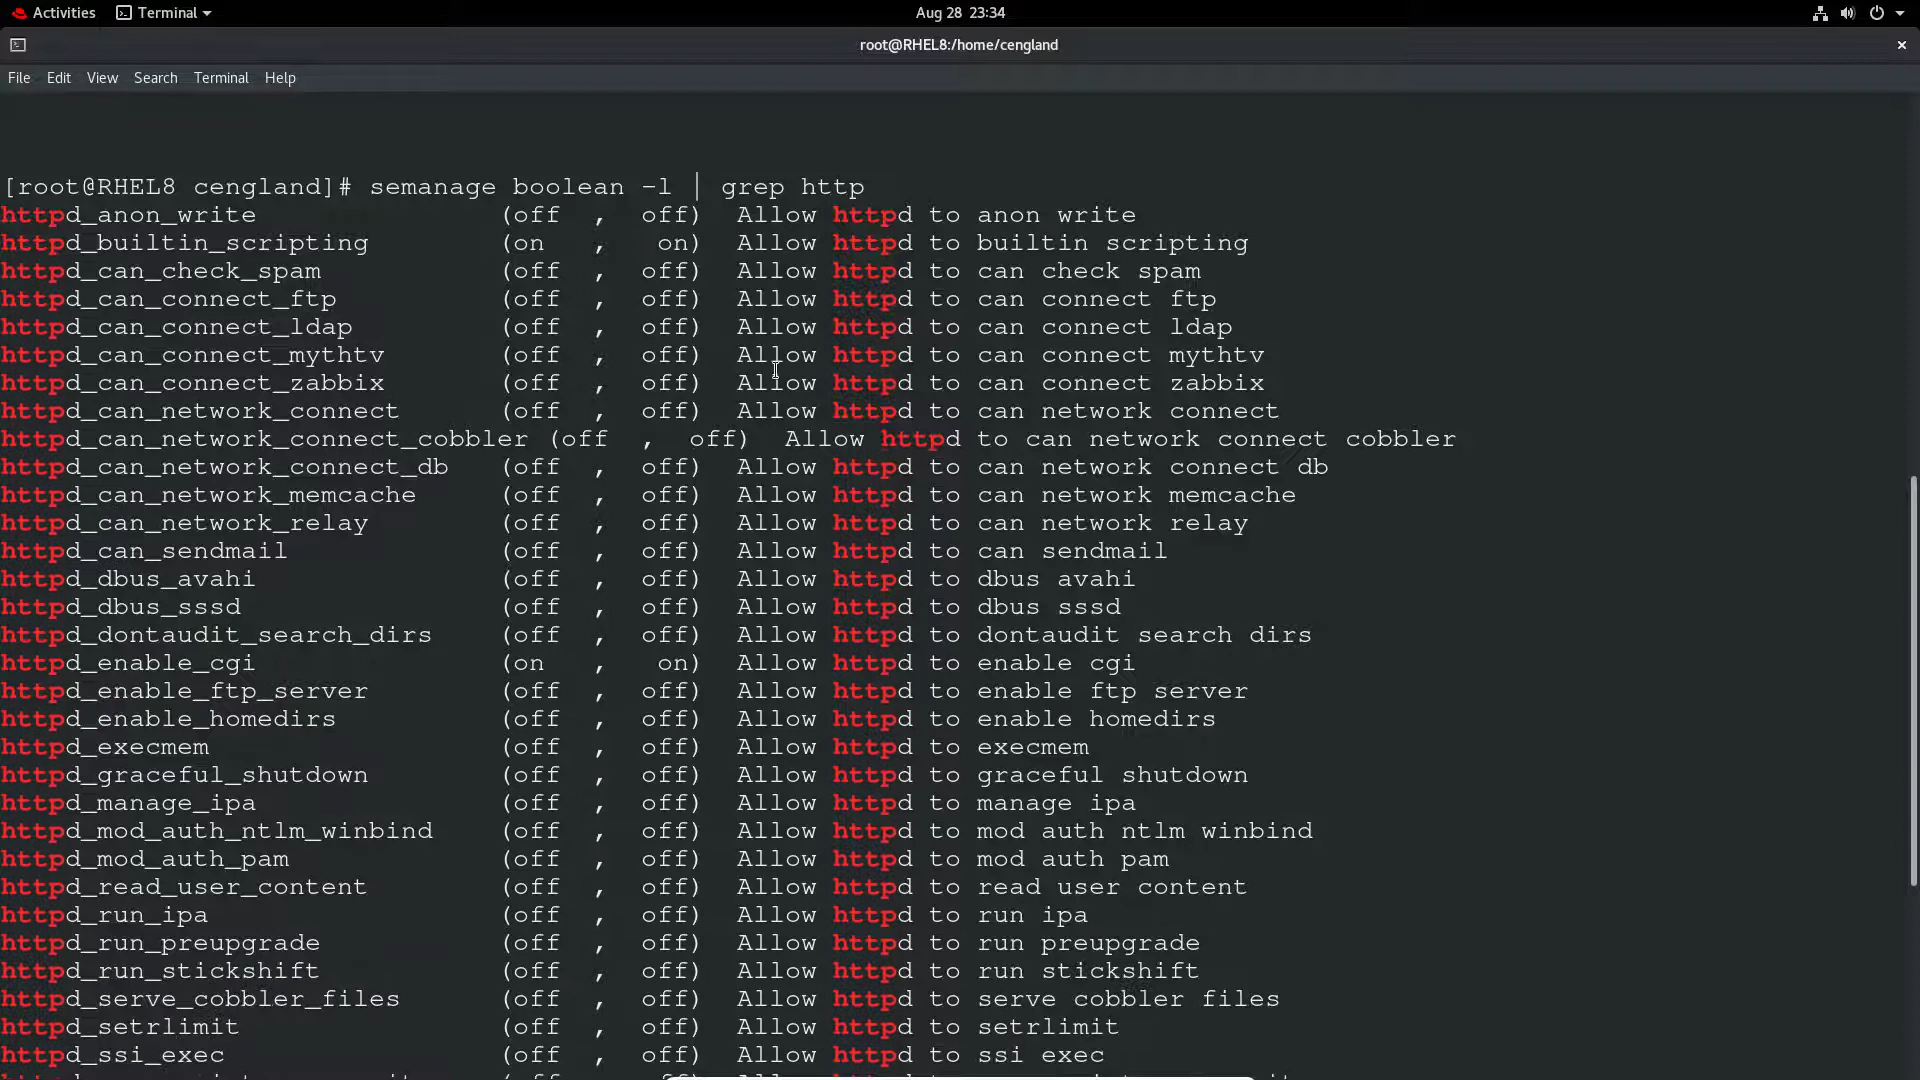 Activities Terminal Aug 28 23:34
root@RHEL8:/home/cengland
File Edit View Search Terminal Help
[root@RHEL8 cengland]# semanage boolean -l | grep http
httpd_anon_write (off , off) Allow httpd to anon write
httpd_builtin_scripting (on , on) Allow httpd to builtin scripting
httpd_can_check_spam (off , off) Allow httpd to can check spam
httpd_can_connect_ftp (off , off) Allow httpd to can connect ftp
httpd_can_connect_ldap (off , off) Allow httpd to can connect ldap
httpd_can_connect_mythtv (off , off) Allow httpd to can connect mythtv
httpd_can_connect_zabbix (off , off) Allow httpd to can connect zabbix
httpd_can_network_connect (off , off) Allow httpd to can network connect
httpd_can_network_connect_cobbler (off , off) Allow httpd to can network connect cobbler
httpd_can_network_connect_db (off , off) Allow httpd to can network connect db
httpd_can_network_memcache (off , off) Allow httpd to can network memcache
httpd_can_network_relay (off , off) Allow httpd to can network relay
httpd_can_sendmail (off , off) Allow httpd to can sendmail
httpd_dbus_avahi (off , off) Allow httpd to dbus avahi
httpd_dbus_sssd (off , off) Allow httpd to dbus sssd
httpd_dontaudit_search_dirs (off , off) Allow httpd to dontaudit search dirs
httpd_enable_cgi (on , on) Allow httpd to enable cgi
httpd_enable_ftp_server (off , off) Allow httpd to enable ftp server
httpd_enable_homedirs (off , off) Allow httpd to enable homedirs
httpd_execmem (off , off) Allow httpd to execmem
httpd_graceful_shutdown (off , off) Allow httpd to graceful shutdown
httpd_manage_ipa (off , off) Allow httpd to manage ipa
httpd_mod_auth_ntlm_winbind (off , off) Allow httpd to mod auth ntlm winbind
httpd_mod_auth_pam (off , off) Allow httpd to mod auth pam
httpd_read_user_content (off , off) Allow httpd to read user content
httpd_run_ipa (off , off) Allow httpd to run ipa
httpd_run_preupgrade (off , off) Allow httpd to run preupgrade
httpd_run_stickshift (off , off) Allow httpd to run stickshift
httpd_serve_cobbler_files (off , off) Allow httpd to serve cobbler files
httpd_setrlimit (off , off) Allow httpd to setrlimit
httpd_ssi_exec (off , off) Allow httpd to ssi exec